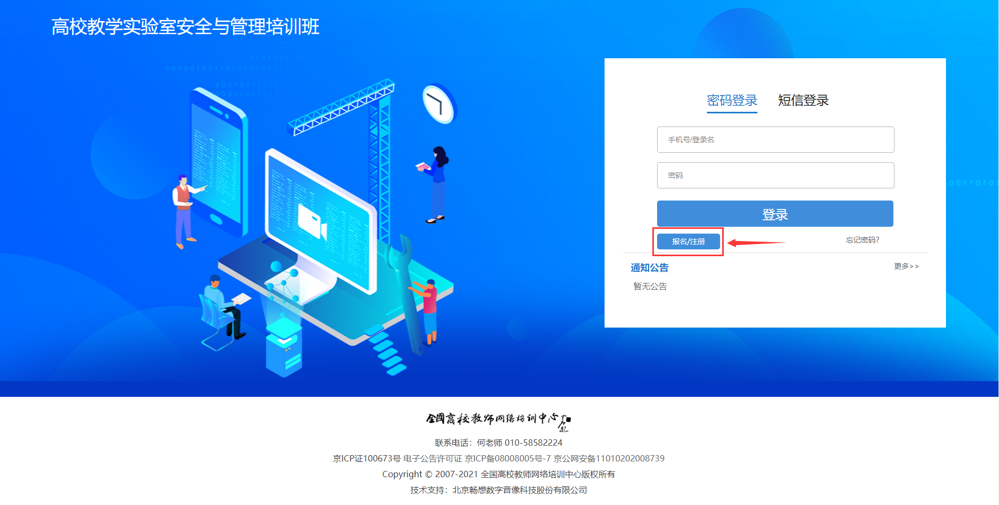 高校教学实验室安全与管理培训班
密码登录 短信登录
手机号/登录名
密码
登录
报名/注册
忘记密码?
通知公告
更多>>
暂无公告
全国高校教师网络培训中心
联系电话：何老师 010-58582224
京ICP证100673号 电子公告许可证 京ICP备08008005号-7 京公网安备11010202008739
Copyright © 2007-2021 全国高校教师网络培训中心版权所有
技术支持：北京畅想数字音像科技股份有限公司